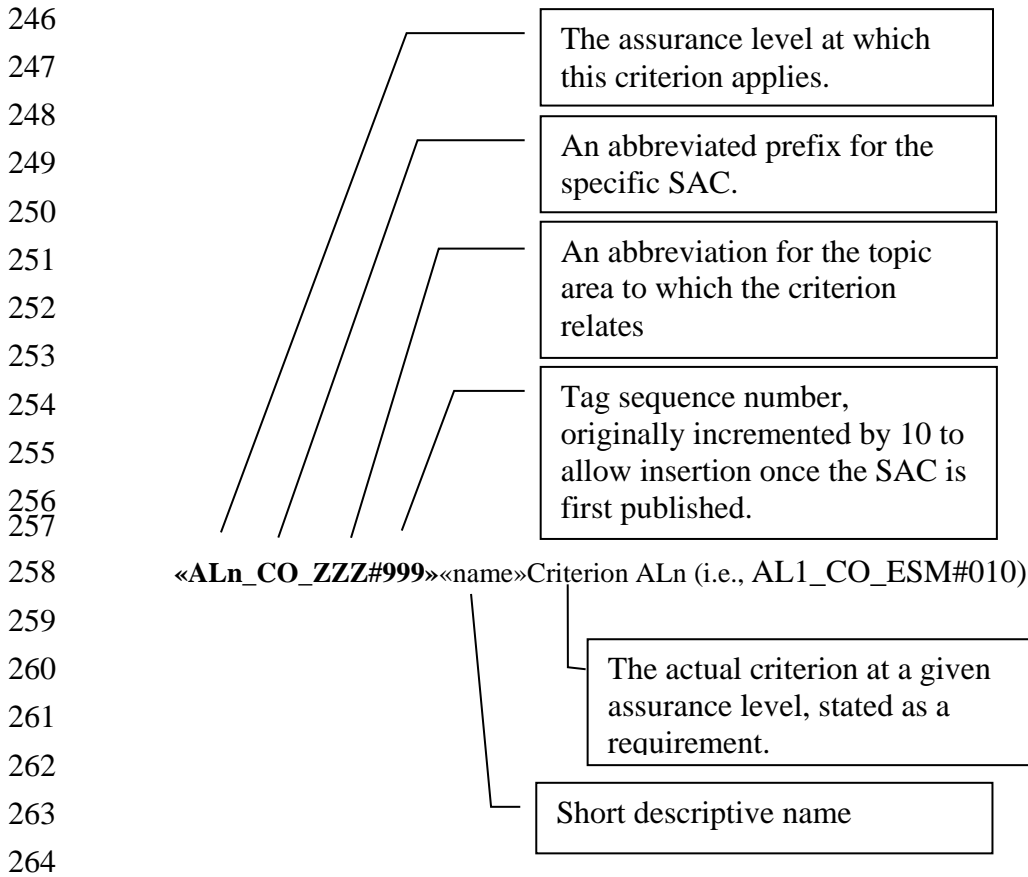 246
The assurance level at which
247
this criterion applies.
248
249
An abbreviated prefix for the
specific SAC.
250
251
An abbreviation for the topic
area to which the criterion
252
relates
253
254
Tag sequence number,
originally incremented by 10 to
255
allow insertion once the SAC is
256
first published.
257
258 «ALn_CO_ZZZ#999»«name»Criterion ALn (i.e., AL1_CO_ESM#010)
259
260
The actual criterion at a given
261
assurance level, stated as a
requirement.
262
263
Short descriptive name
264